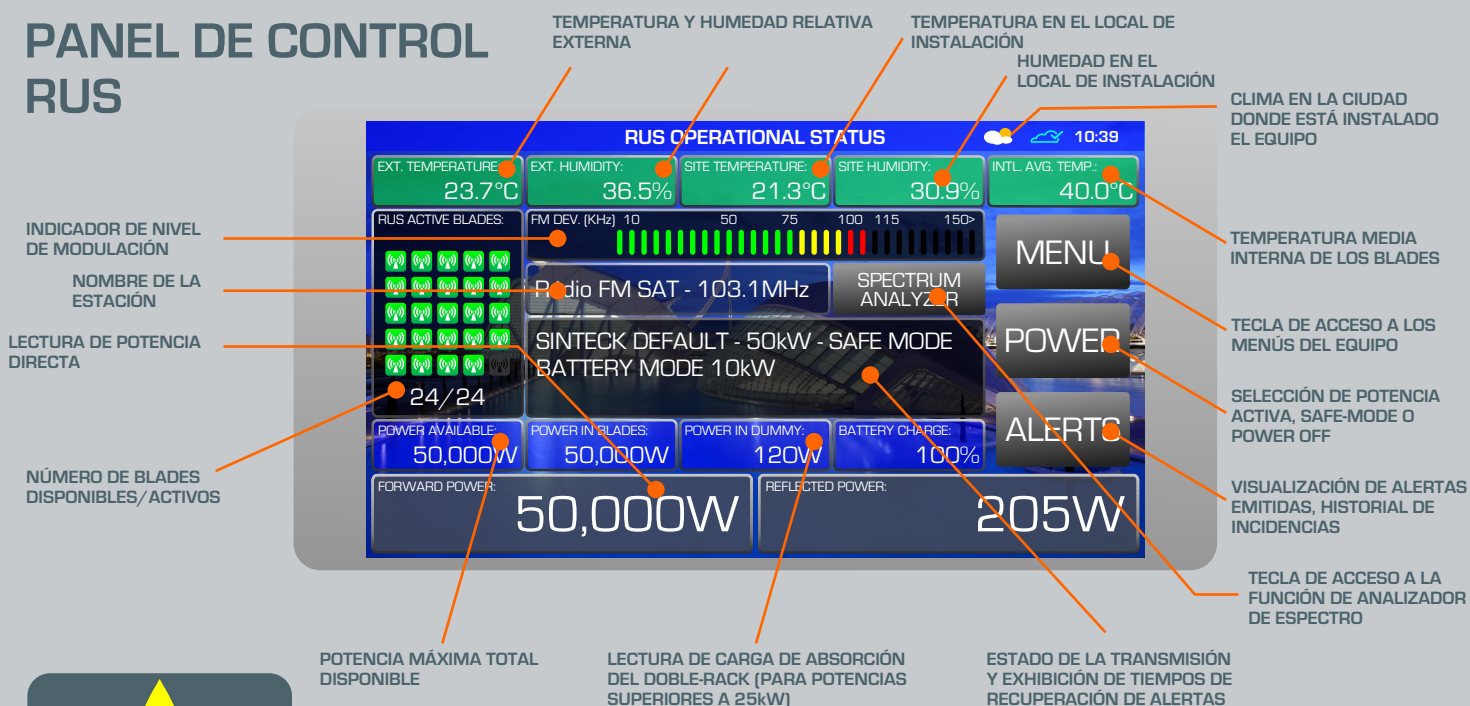 PANEL DE CONTROL
RUS
TEMPERATURA Y HUMEDAD RELATIVA
EXTERNA
TEMPERATURA EN EL LOCAL DE
INSTALACIÓN
HUMEDAD EN EL
LOCAL DE INSTALACIÓN
CLIMA EN LA CIUDAD
DONDE ESTÁ INSTALADO
EL EQUIPO
RUS OPERATIONAL STATUS
10:39
EXT. TEMPERATURE:
23.7°C
EXT. HUMIDITY:
36.5%
SITE TEMPERATURE:
21.3°C
SITE HUMIDITY:
30.9%
INTL. AVG. TEMP.:
40.0°C
RUS ACTIVE BLADES:
24/24
FM DEV. (KHz) 10 50 75 100 115 150>
Rádio FM SAT - 103.1MHz
SPECTRUM
ANALYZER
SINTECK DEFAULT - 50kW - SAFE MODE
BATTERY MODE 10kW
MENU
POWER
ALERTS
POWER AVAILABLE:
50,000W
POWER IN BLADES:
50,000W
POWER IN DUMMY:
120W
BATTERY CHARGE:
100%
FORWARD POWER:
50,000W
REFLECTED POWER:
205W
INDICADOR DE NIVEL
DE MODULACIÓN
NOMBRE DE LA
ESTACIÓN
LECTURA DE POTENCIA
DIRECTA
NÚMERO DE BLADES
DISPONIBLES/ACTIVOS
TEMPERATURA MEDIA
INTERNA DE LOS BLADES
TECLA DE ACCESO A LOS
MENÚS DEL EQUIPO
SELECCIÓN DE POTENCIA
ACTIVA, SAFE-MODE O
POWER OFF
VISUALIZACIÓN DE ALERTAS
EMITIDAS, HISTORIAL DE
INCIDENCIAS
TECLA DE ACCESO A LA
FUNCIÓN DE ANALIZADOR
DE ESPECTRO
POTENCIA MÁXIMA TOTAL
DISPONIBLE
LECTURA DE CARGA DE ABSORCIÓN
DEL DOBLE-RACK (PARA POTENCIAS
SUPERIORES A 25kW)
ESTADO DE LA TRANSMISIÓN
Y EXHIBICIÓN DE TIEMPOS DE
RECUPERACIÓN DE ALERTAS